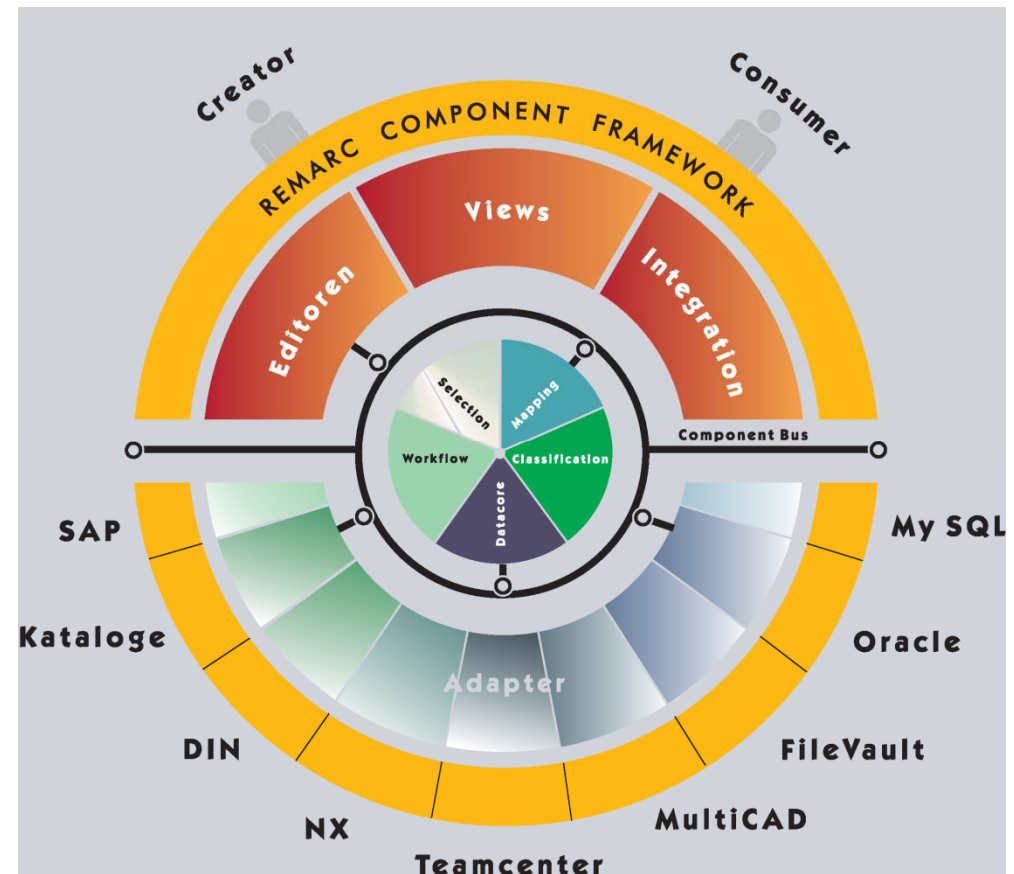 Creator
Consumer
REMARC COMPONENT FRAMEWORK
Views
Editoren
Integration
Selection
Mapping
Workflow
Classification
Datacore
Component Bus
SAP
My SQL
Kataloge
Oracle
Adapter
DIN
FileVault
NX
MultiCAD
Teamcenter